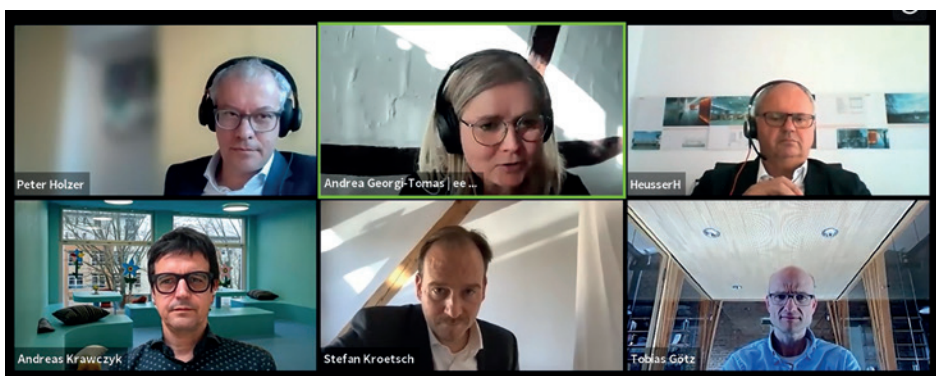 Peter Holzer
Andrea Georgi-Tomas | ee ...
HeusserH
Andreas Krawczyk
Stefan Kroetsch
Tobias Götz